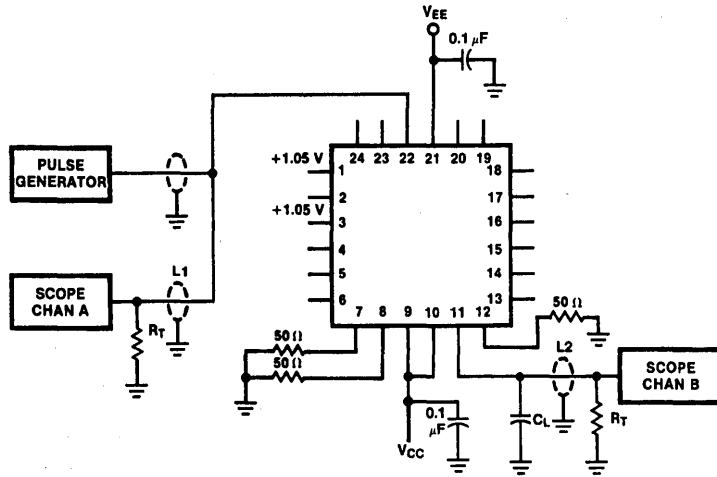 VEE
0.1 μF
PULSE
GENERATOR
+1.05 V
24 23 22 21 20 19
1
2
+1.05 V
3
4
5
6
18
17
16
15
14
13
7 8 9 10 11 12
L1
SCOPE
CHAN A
RT
50 Ω
50 Ω
50 Ω
L2
SCOPE
CHAN B
0.1
μF
VCC
CL
RT